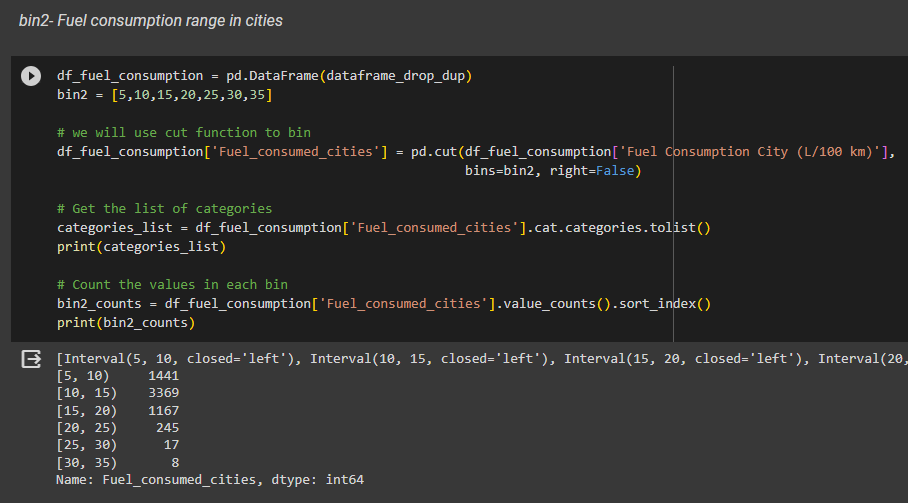 bin2- Fuel consumption range in cities
df_fuel_consumption = pd.DataFrame(dataframe_drop_dup)
bin2 = [5,10,15,20,25,30,35]
# we will use cut function to bin
df_fuel_consumption['Fuel_consumed_cities'] = pd.cut(df_fuel_consumption['Fuel Consumption City (L/100 km)'],
bins=bin2, right=False)
# Get the list of categories
categories_list = df_fuel_consumption['Fuel_consumed_cities'].cat.categories.tolist()
print(categories_list)
# Count the values in each bin
bin2_counts = df_fuel_consumption['Fuel_consumed_cities'].value_counts().sort_index()
print(bin2_counts)
[Interval(5, 10, closed='left'), Interval(10, 15, closed='left'), Interval(15, 20, closed='left'), Interval(20,
[5, 10) 1441
[10, 15) 3369
[15, 20) 1167
[20, 25) 245
[25, 30) 17
[30, 35) 8
Name: Fuel_consumed_cities, dtype: int64